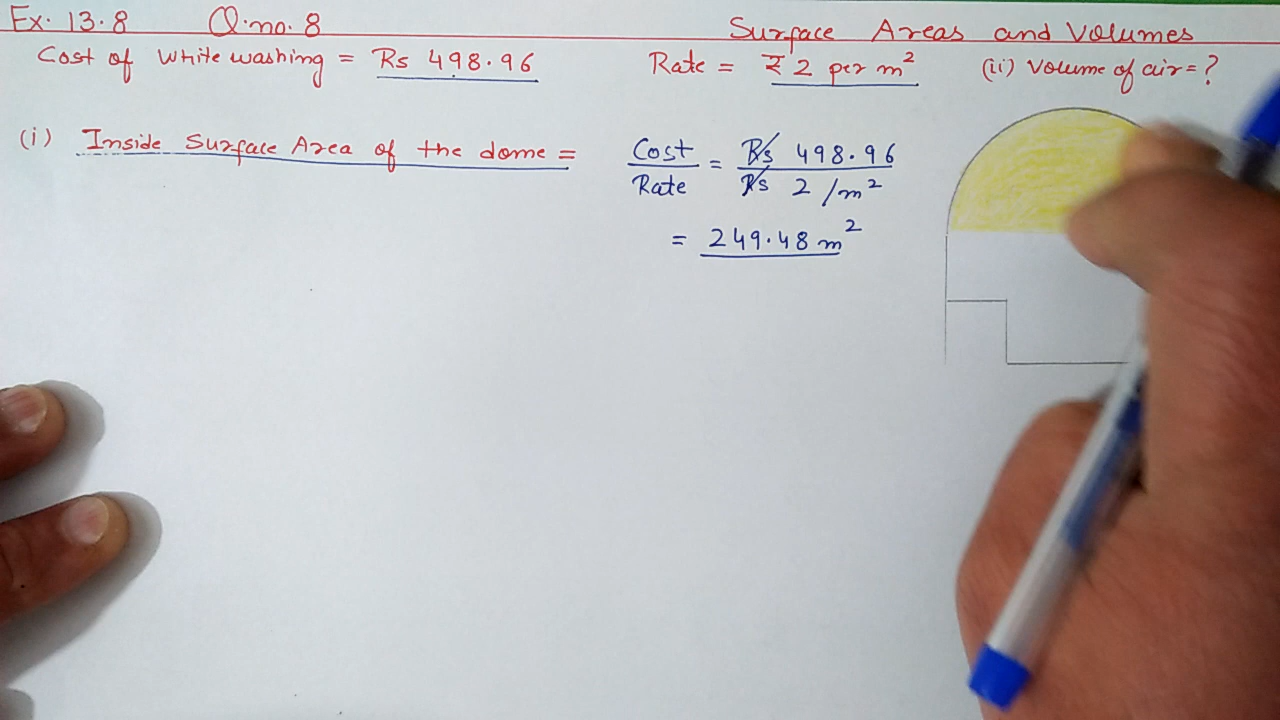 Ex. 13.8 Q.no. 8 Surface Areas and Volumes
Cost of white washing = Rs 498.96 Rate = ₹ 2 per m² (ii) Volume of air = ?
(i) Inside Surface Area of the dome = Cost/Rate = Rs 498.96/Rs 2/m²
= 249.48 m²